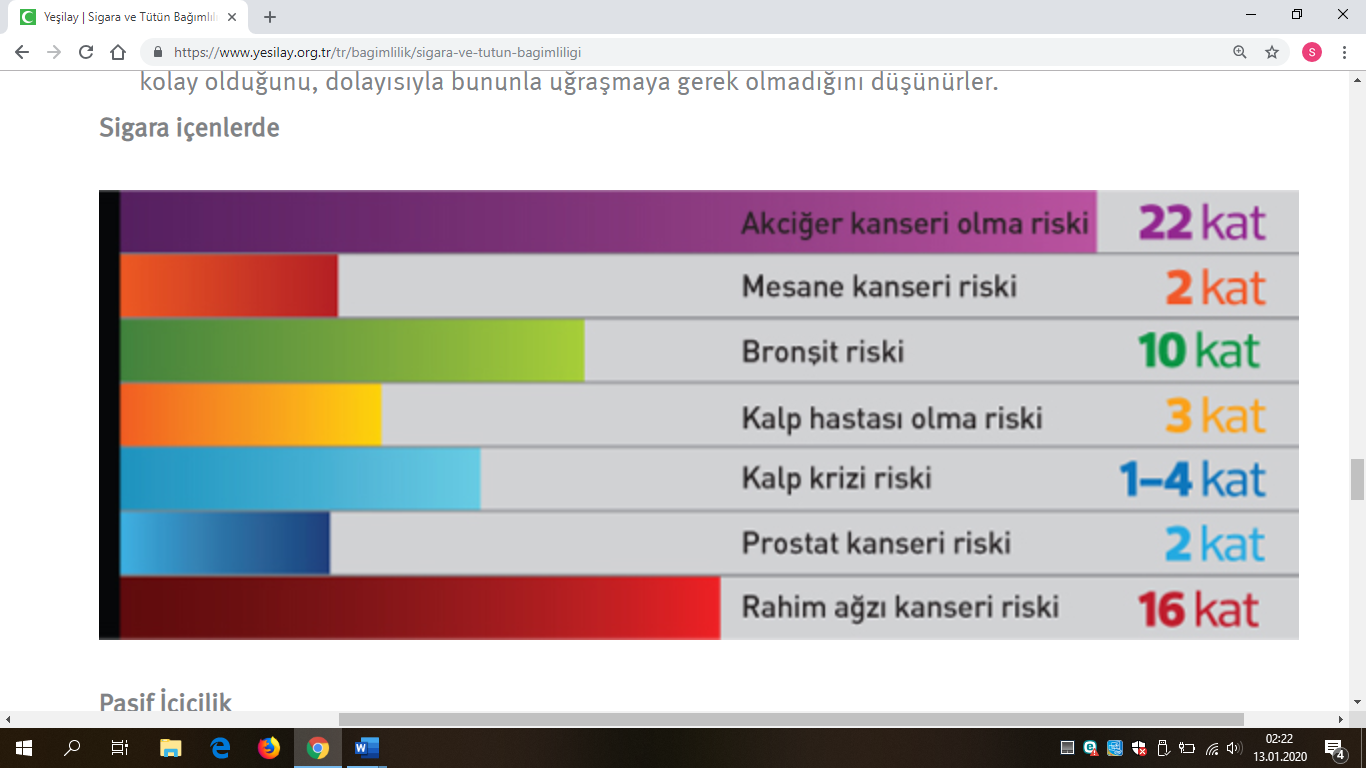 Yeşilay | Sigara ve Tütün Bağımlılı
https://www.yesilay.org.tr/tr/bagimlilik/sigara-ve-tutun-bagimliligi
S
kolay olduğunu, dolayısıyla bununla uğraşmaya gerek olmadığını düşünürler.
Sigara içenlerde
Akciğer kanseri olma riski 22 kat
Mesane kanseri riski 2 kat
Bronşit riski 10 kat
Kalp hastası olma riski 3 kat
Kalp krizi riski 1–4 kat
Prostat kanseri riski 2 kat
Rahim ağzı kanseri riski 16 kat
Pasif İçicilik
02:22
13.01.2020
4